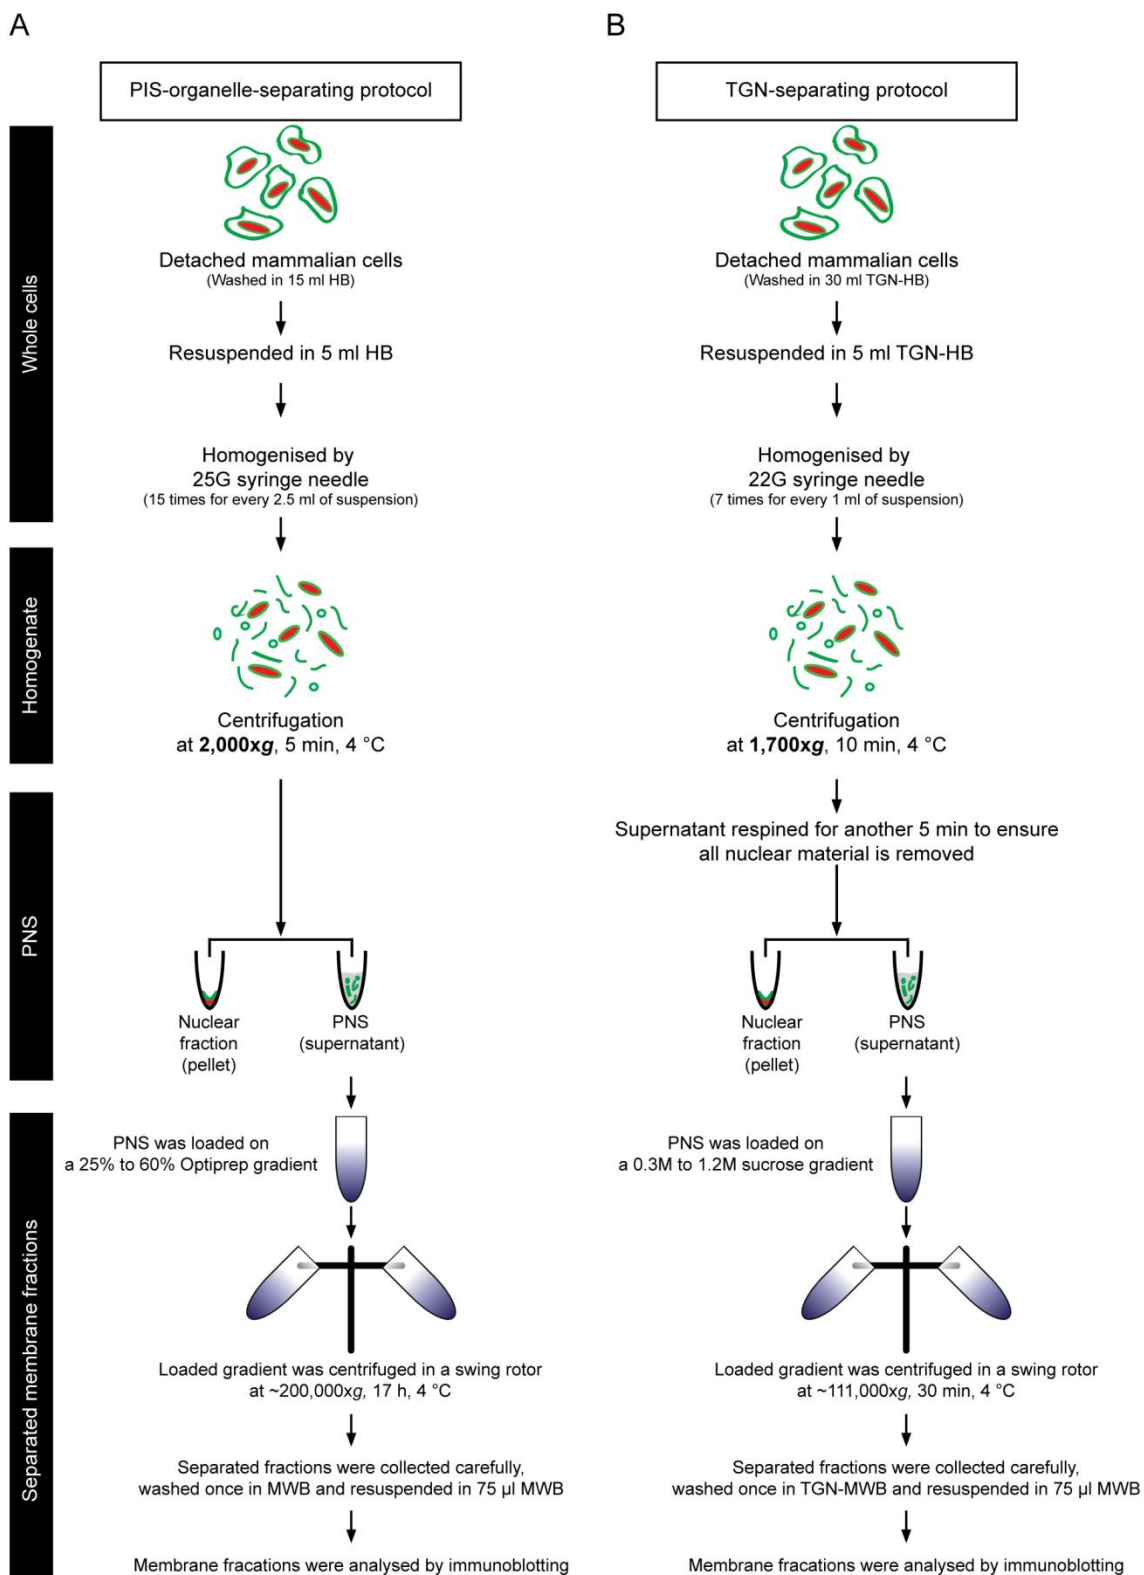 A
PIS-organelle-separating protocol
Whole cells
Detached mammalian cells
(Washed in 15 ml HB)
Resuspended in 5 ml HB
Homogenised by
25G syringe needle
(15 times for every 2.5 ml of suspension)
Homogenate
Centrifugation
at 2,000xg, 5 min, 4 °C
PNS
Nuclear
fraction
(pellet)
PNS
(supernatant)
Separated membrane fractions
PNS was loaded on
a 25% to 60% Optiprep gradient
Loaded gradient was centrifuged in a swing rotor
at ~200,000xg, 17 h, 4 °C
Separated fractions were collected carefully,
washed once in MWB and resuspended in 75 µl MWB
Membrane fracations were analysed by immunoblotting
B
TGN-separating protocol
Detached mammalian cells
(Washed in 30 ml TGN-HB)
Resuspended in 5 ml TGN-HB
Homogenised by
22G syringe needle
(7 times for every 1 ml of suspension)
Centrifugation
at 1,700xg, 10 min, 4 °C
Supernatant respined for another 5 min to ensure
all nuclear material is removed
Nuclear
fraction
(pellet)
PNS
(supernatant)
PNS was loaded on
a 0.3M to 1.2M sucrose gradient
Loaded gradient was centrifuged in a swing rotor
at ~111,000xg, 30 min, 4 °C
Separated fractions were collected carefully,
washed once in TGN-MWB and resuspended in 75 µl MWB
Membrane fracations were analysed by immunoblotting